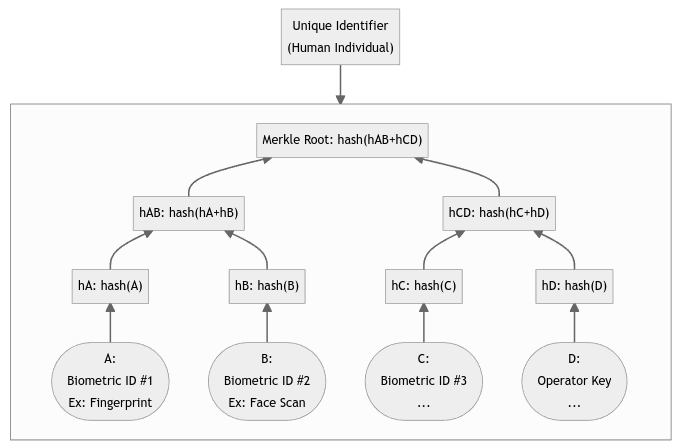 Unique Identifier
(Human Individual)
Merkle Root: hash(hAB+hCD)
hAB: hash(hA+hB)
hCD: hash(hC+hD)
hA: hash(A)
hB: hash(B)
hC: hash(C)
hD: hash(D)
A:
Biometric ID #1
Ex: Fingerprint
B:
Biometric ID #2
Ex: Face Scan
C:
Biometric ID #3
...
D:
Operator Key
...